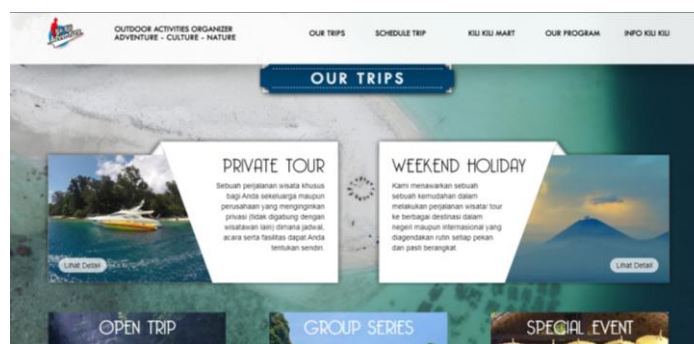 OUTDOOR ACTIVITIES ORGANIZER
ADVENTURE - CULTURE - NATURE
OUR TRIPS
SCHEDULE TRIP
KILI KILI MART
OUR PROGRAM
INFO KILI KILI
OUR TRIPS
PRIVATE TOUR
Sebuah perjalanan wisata khusus
bagi Anda sekeluarga maupun
perusahaan yang menginginkan
privasi (tidak digabung dengan
wisatawan lain) dimana jadwal,
acara serta fasilitas dapat Anda
tentukan sendiri.
Lihat Detail
WEEKEND HOLIDAY
Kami menawarkan sebuah
sebuah kemudahan dalam
melakukan perjalanan wisata/ tour
ke berbagai destinasi dalam
negeri maupun internasional yang
diagendakan rutin setiap pekan
dan pasti berangkat.
Lihat Detail
OPEN TRIP
GROUP SERIES
SPECIAL EVENT